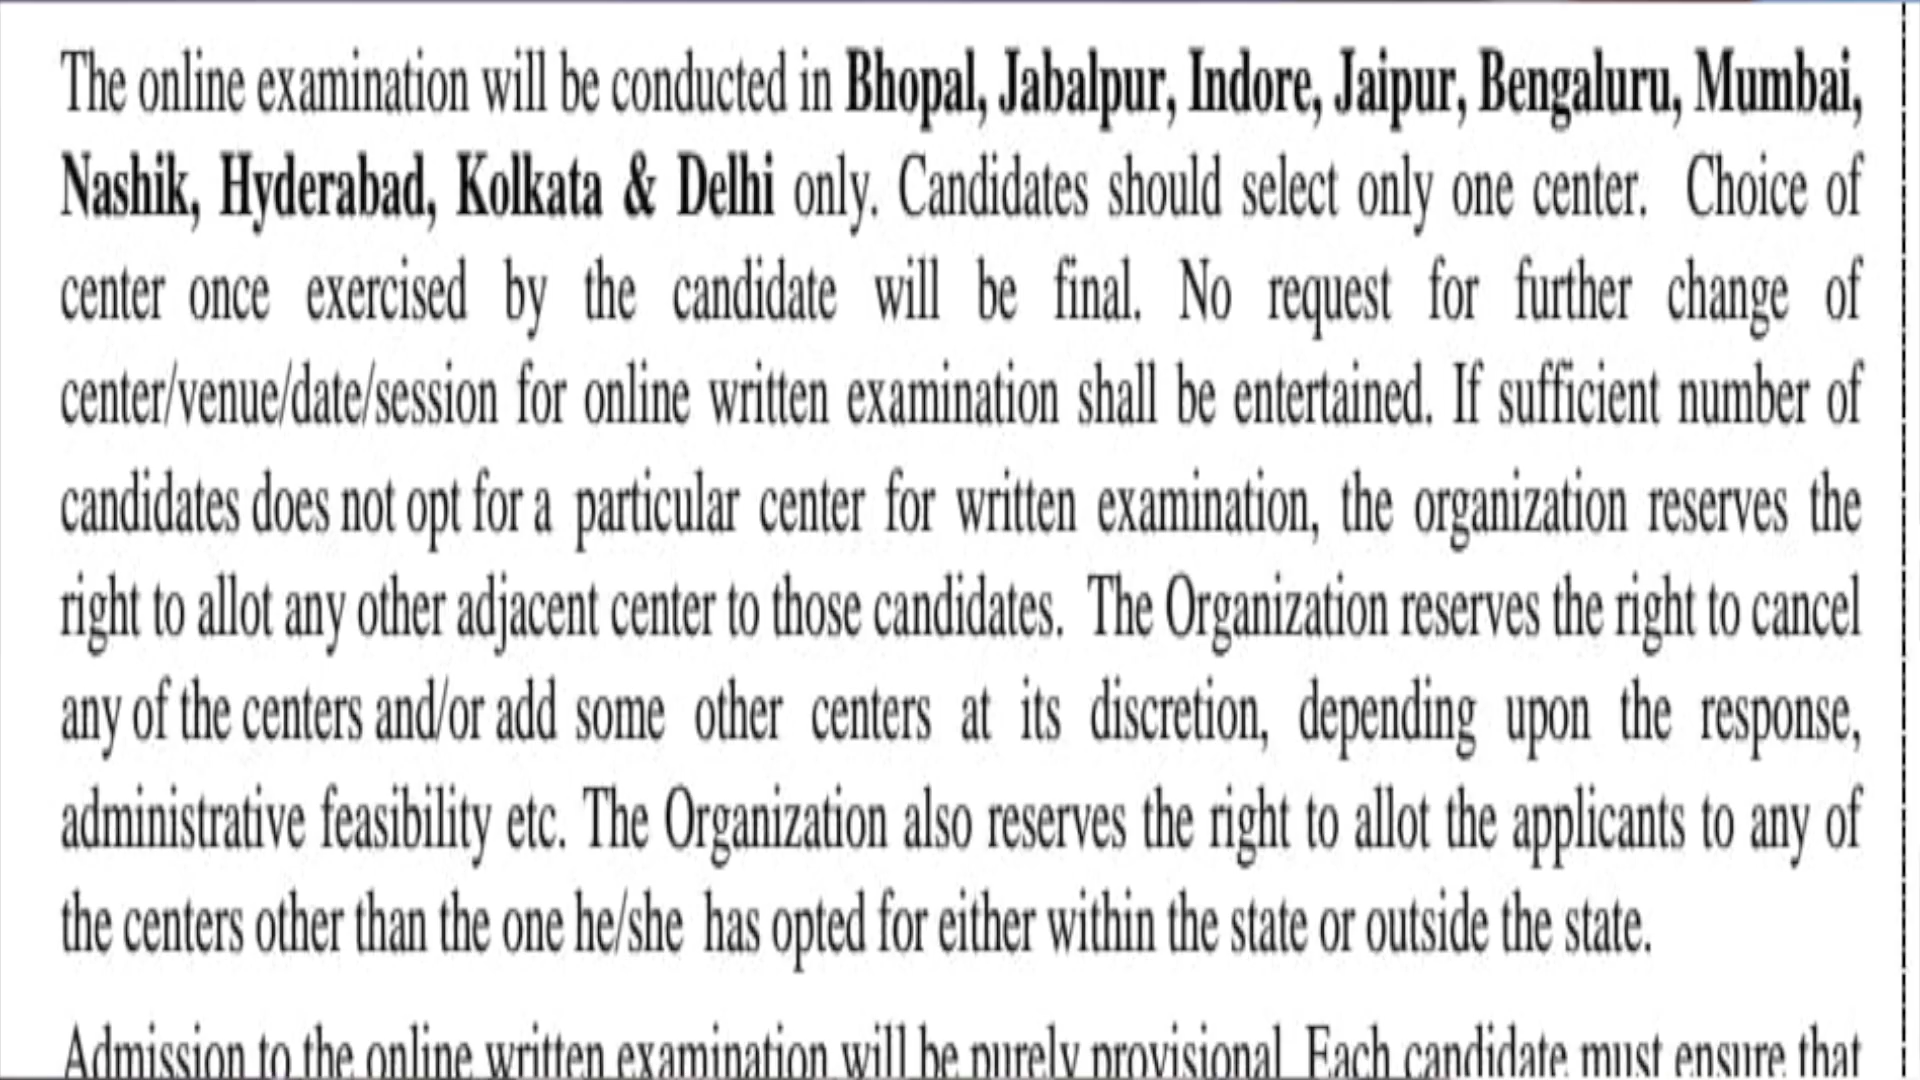 The online examination will be conducted in Bhopal, Jabalpur, Indore, Jaipur, Bengaluru, Mumbai,
Nashik, Hyderabad, Kolkata & Delhi only. Candidates should select only one center. Choice of
center once exercised by the candidate will be final. No request for further change of
center/venue/date/session for online written examination shall be entertained. If sufficient number of
candidates does not opt for a particular center for written examination, the organization reserves the
right to allot any other adjacent center to those candidates. The Organization reserves the right to cancel
any of the centers and/or add some other centers at its discretion, depending upon the response,
administrative feasibility etc. The Organization also reserves the right to allot the applicants to any of
the centers other than the one he/she has opted for either within the state or outside the state.
Admission to the online written examination will be purely provisional. Each candidate must ensure that